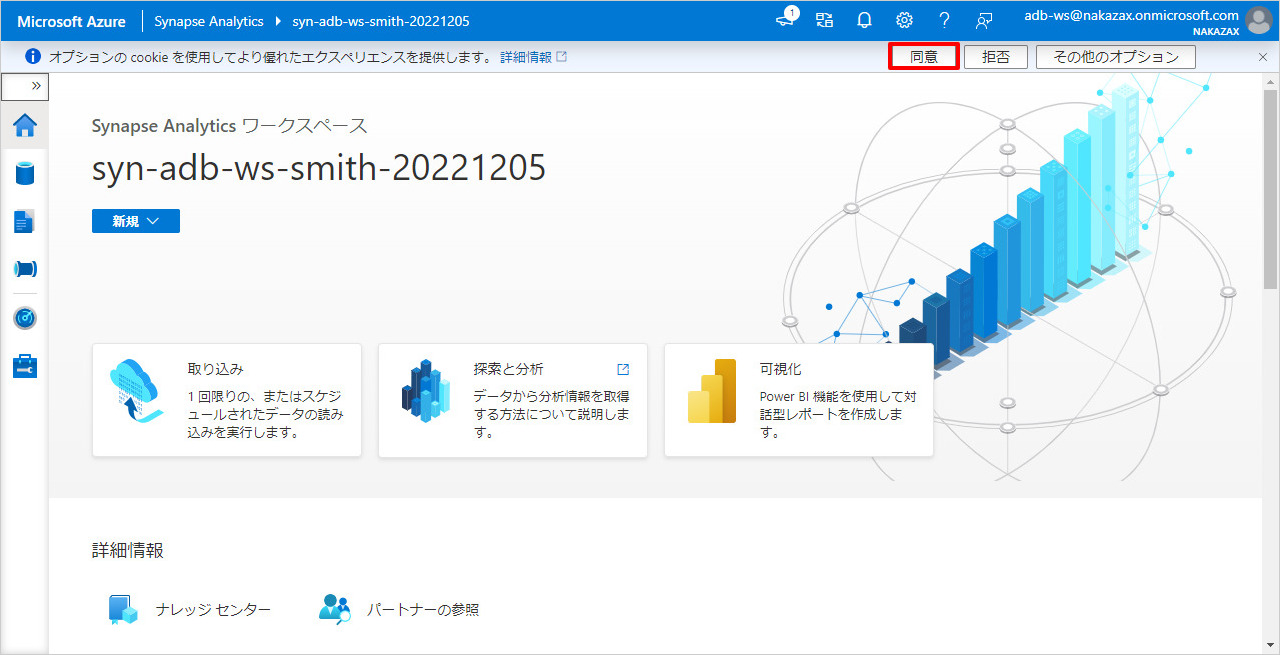 Microsoft Azure
Synapse Analytics
syn-adb-ws-smith-20221205
1
adb-ws@nakazax.onmicrosoft.com
NAKAZAX
オプションの cookie を使用してより優れたエクスペリエンスを提供します。 詳細情報
同意
拒否
その他のオプション
Synapse Analytics ワークスペース
syn-adb-ws-smith-20221205
新規
取り込み
1 回限りの、またはスケジ
ュールされたデータの読み
込みを実行します。
探索と分析
データから分析情報を取得
する方法について説明しま
す。
可視化
Power BI 機能を使用して対
話型レポートを作成しま
す。
詳細情報
ナレッジ センター
パートナーの参照